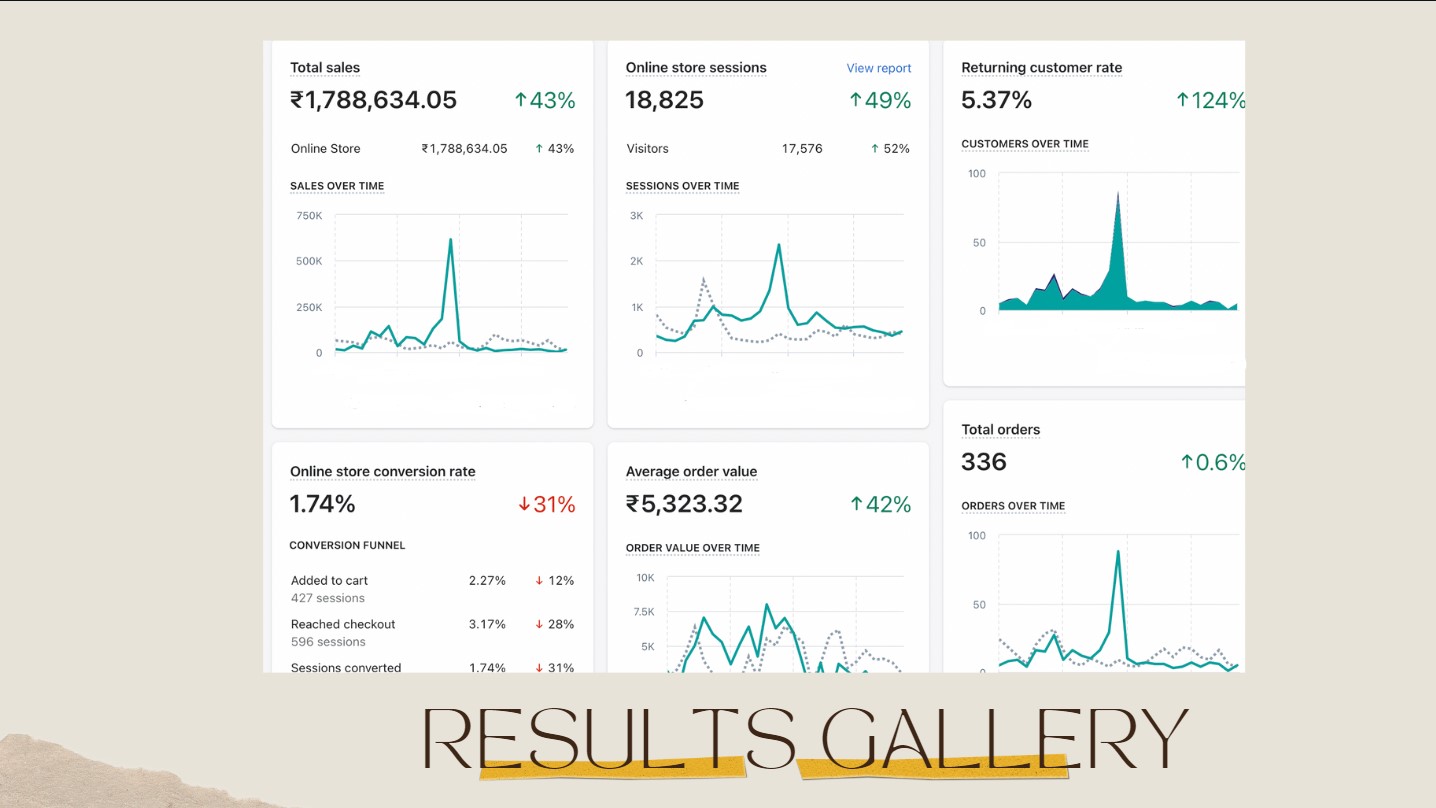 Total sales
₹1,788,634.05 ↑43%
Online Store ₹1,788,634.05 ↑ 43%
SALES OVER TIME
750K
500K
250K
0
Online store sessions View report
18,825 ↑49%
Visitors 17,576 ↑ 52%
SESSIONS OVER TIME
3K
2K
1K
0
Returning customer rate
5.37% ↑124%
CUSTOMERS OVER TIME
100
50
0
Online store conversion rate
1.74% ↓31%
CONVERSION FUNNEL
Added to cart 2.27% ↓ 12%
427 sessions
Reached checkout 3.17% ↓ 28%
596 sessions
Sessions converted 1.74% ↓ 31%
Average order value
₹5,323.32 ↑42%
ORDER VALUE OVER TIME
10K
7.5K
5K
Total orders
336 ↑0.6%
ORDERS OVER TIME
100
50
0
RESULTS GALLERY